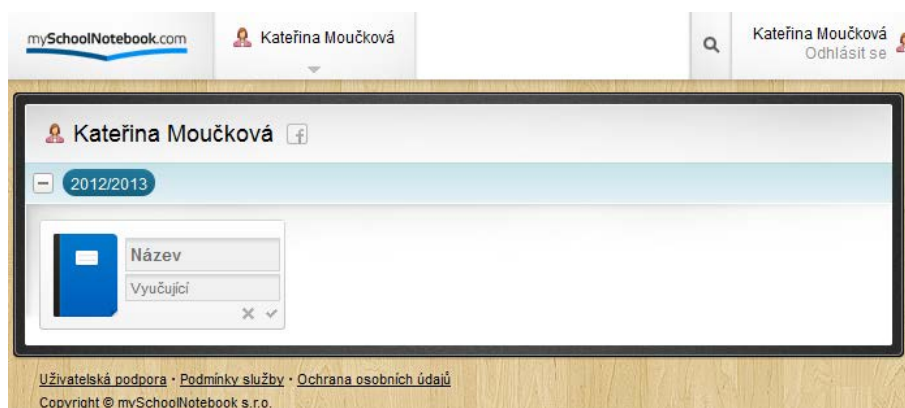 mySchoolNotebook.com
Kateřina Moučková
Kateřina Moučková
Odhlásit se
Kateřina Moučková
2012/2013
Název
Vyučující
Uživatelská podpora · Podmínky služby · Ochrana osobních údajů
Copyright © mySchoolNotebook s.r.o.